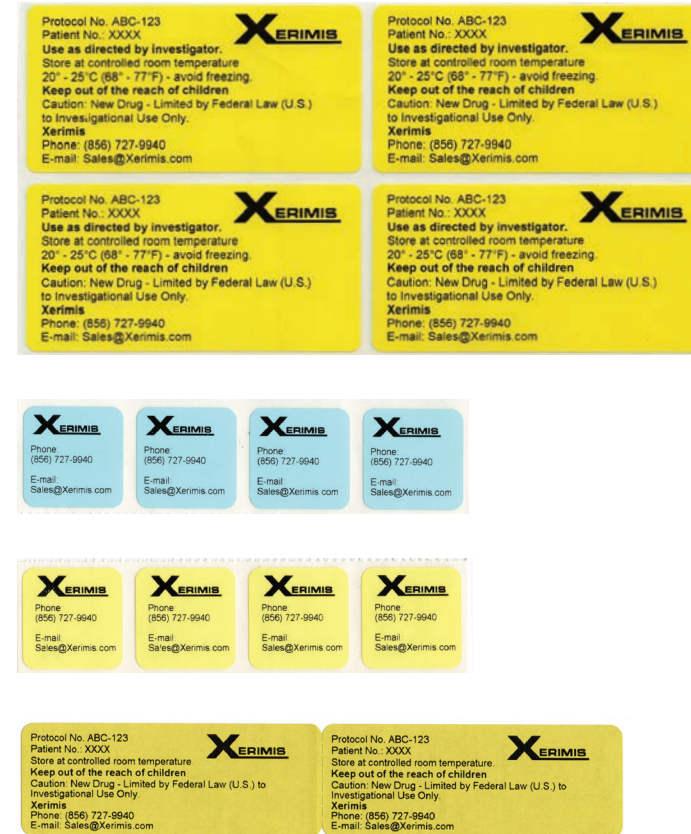 Protocol No. ABC-123
Patient No.: XXXX
XERIMIS
Use as directed by investigator.
Store at controlled room temperature
20° - 25°C (68° - 77°F) - avoid freezing.
Keep out of the reach of children
Caution: New Drug - Limited by Federal Law (U.S.)
to Investigational Use Only.
Xerimis
Phone: (856) 727-9940
E-mail: Sales@Xerimis.com
Protocol No. ABC-123
Patient No.: XXXX
XERIMIS
Use as directed by investigator.
Store at controlled room temperature
20° - 25°C (68° - 77°F) - avoid freezing.
Keep out of the reach of children
Caution: New Drug - Limited by Federal Law (U.S.)
to Investigational Use Only.
Xerimis
Phone: (856) 727-9940
E-mail: Sales@Xerimis.com
Protocol No. ABC-123
Patient No.: XXXX
XERIMIS
Use as directed by investigator.
Store at controlled room temperature
20° - 25°C (68° - 77°F) - avoid freezing.
Keep out of the reach of children
Caution: New Drug - Limited by Federal Law (U.S.)
to Investigational Use Only.
Xerimis
Phone: (856) 727-9940
E-mail: Sales@Xerimis.com
Protocol No. ABC-123
Patient No.: XXXX
XERIMIS
Use as directed by investigator.
Store at controlled room temperature
20° - 25°C (68° - 77°F) - avoid freezing.
Keep out of the reach of children
Caution: New Drug - Limited by Federal Law (U.S.)
to Investigational Use Only.
Xerimis
Phone: (856) 727-9940
E-mail: Sales@Xerimis.com
XERIMIS
Phone:
(856) 727-9940
E-mail:
Sales@Xerimis.com
XERIMIS
Phone:
(856) 727-9940
E-mail:
Sales@Xerimis.com
XERIMIS
Phone:
(856) 727-9940
E-mail:
Sales@Xerimis.com
XERIMIS
Phone:
(856) 727-9940
E-mail:
Sales@Xerimis.com
XERIMIS
Phone:
(856) 727-9940
E-mail:
Sales@Xerimis.com
XERIMIS
Phone:
(856) 727-9940
E-mail:
Sales@Xerimis.com
XERIMIS
Phone:
(856) 727-9940
E-mail:
Sales@Xerimis.com
XERIMIS
Phone:
(856) 727-9940
E-mail:
Sales@Xerimis.com
Protocol No. ABC-123
Patient No.: XXXX
XERIMIS
Store at controlled room temperature.
Keep out of the reach of children
Caution: New Drug - Limited by Federal Law (U.S.) to
Investigational Use Only.
Xerimis
Phone: (856) 727-9940
E-mail: Sales@Xerimis.com
Protocol No. ABC-123
Patient No.: XXXX
XERIMIS
Store at controlled room temperature.
Keep out of the reach of children
Caution: New Drug - Limited by Federal Law (U.S.) to
Investigational Use Only.
Xerimis
Phone: (856) 727-9940
E-mail: Sales@Xerimis.com